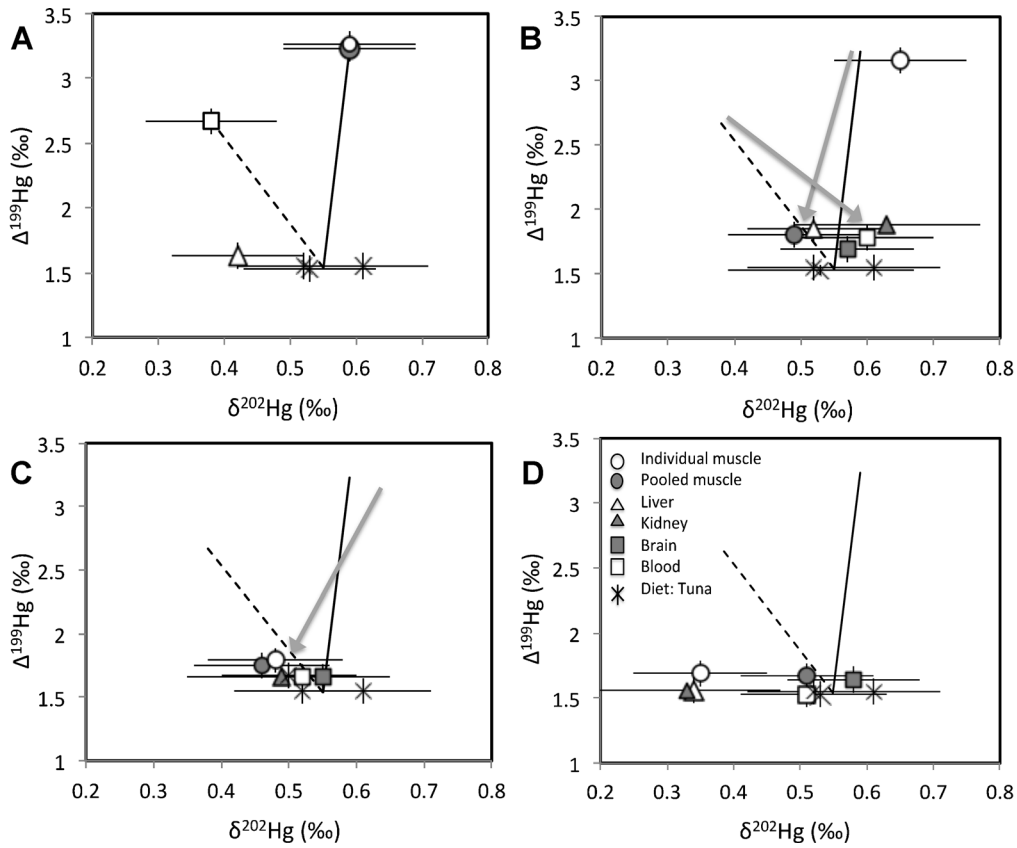 A
3.5
3
2.5
2
1.5
1
0.2 0.3 0.4 0.5 0.6 0.7 0.8
Δ¹⁹⁹Hg (‰)
δ²⁰²Hg (‰)
B
3.5
3
2.5
2
1.5
1
0.2 0.3 0.4 0.5 0.6 0.7 0.8
Δ¹⁹⁹Hg (‰)
δ²⁰²Hg (‰)
C
3.5
3
2.5
2
1.5
1
0.2 0.3 0.4 0.5 0.6 0.7 0.8
Δ¹⁹⁹Hg (‰)
δ²⁰²Hg (‰)
D
3.5
3
2.5
2
1.5
1
0.2 0.3 0.4 0.5 0.6 0.7 0.8
Δ¹⁹⁹Hg (‰)
δ²⁰²Hg (‰)
Individual muscle
Pooled muscle
Liver
Kidney
Brain
Blood
Diet: Tuna